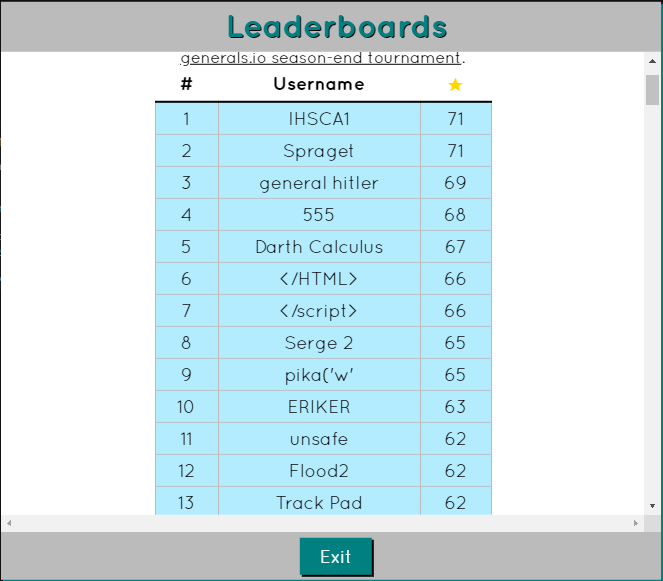 Leaderboards
generals.io season-end tournament.
# Username ★
1 IHSCA1 71
2 Spraget 71
3 general hitler 69
4 555 68
5 Darth Calculus 67
6 </HTML> 66
7 </script> 66
8 Serge 2 65
9 pika('w' 65
10 ERIKER 63
11 unsafe 62
12 Flood2 62
13 Track Pad 62
Exit